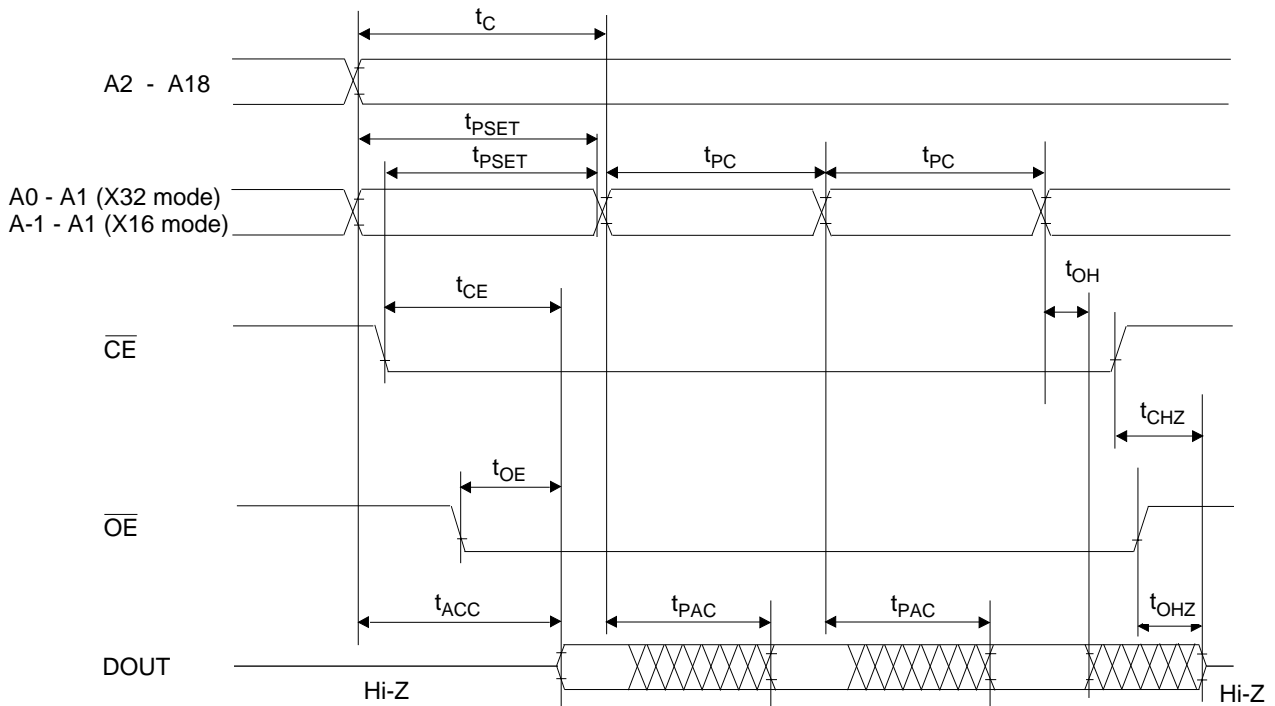 tC
A2 - A18
tPSET
tPSET
tPC
tPC
A0 - A1 (X32 mode)
A-1 - A1 (X16 mode)
tOH
tCE
CE
tCHZ
tOE
OE
tACC
tPAC
tPAC
tOHZ
DOUT
Hi-Z
Hi-Z